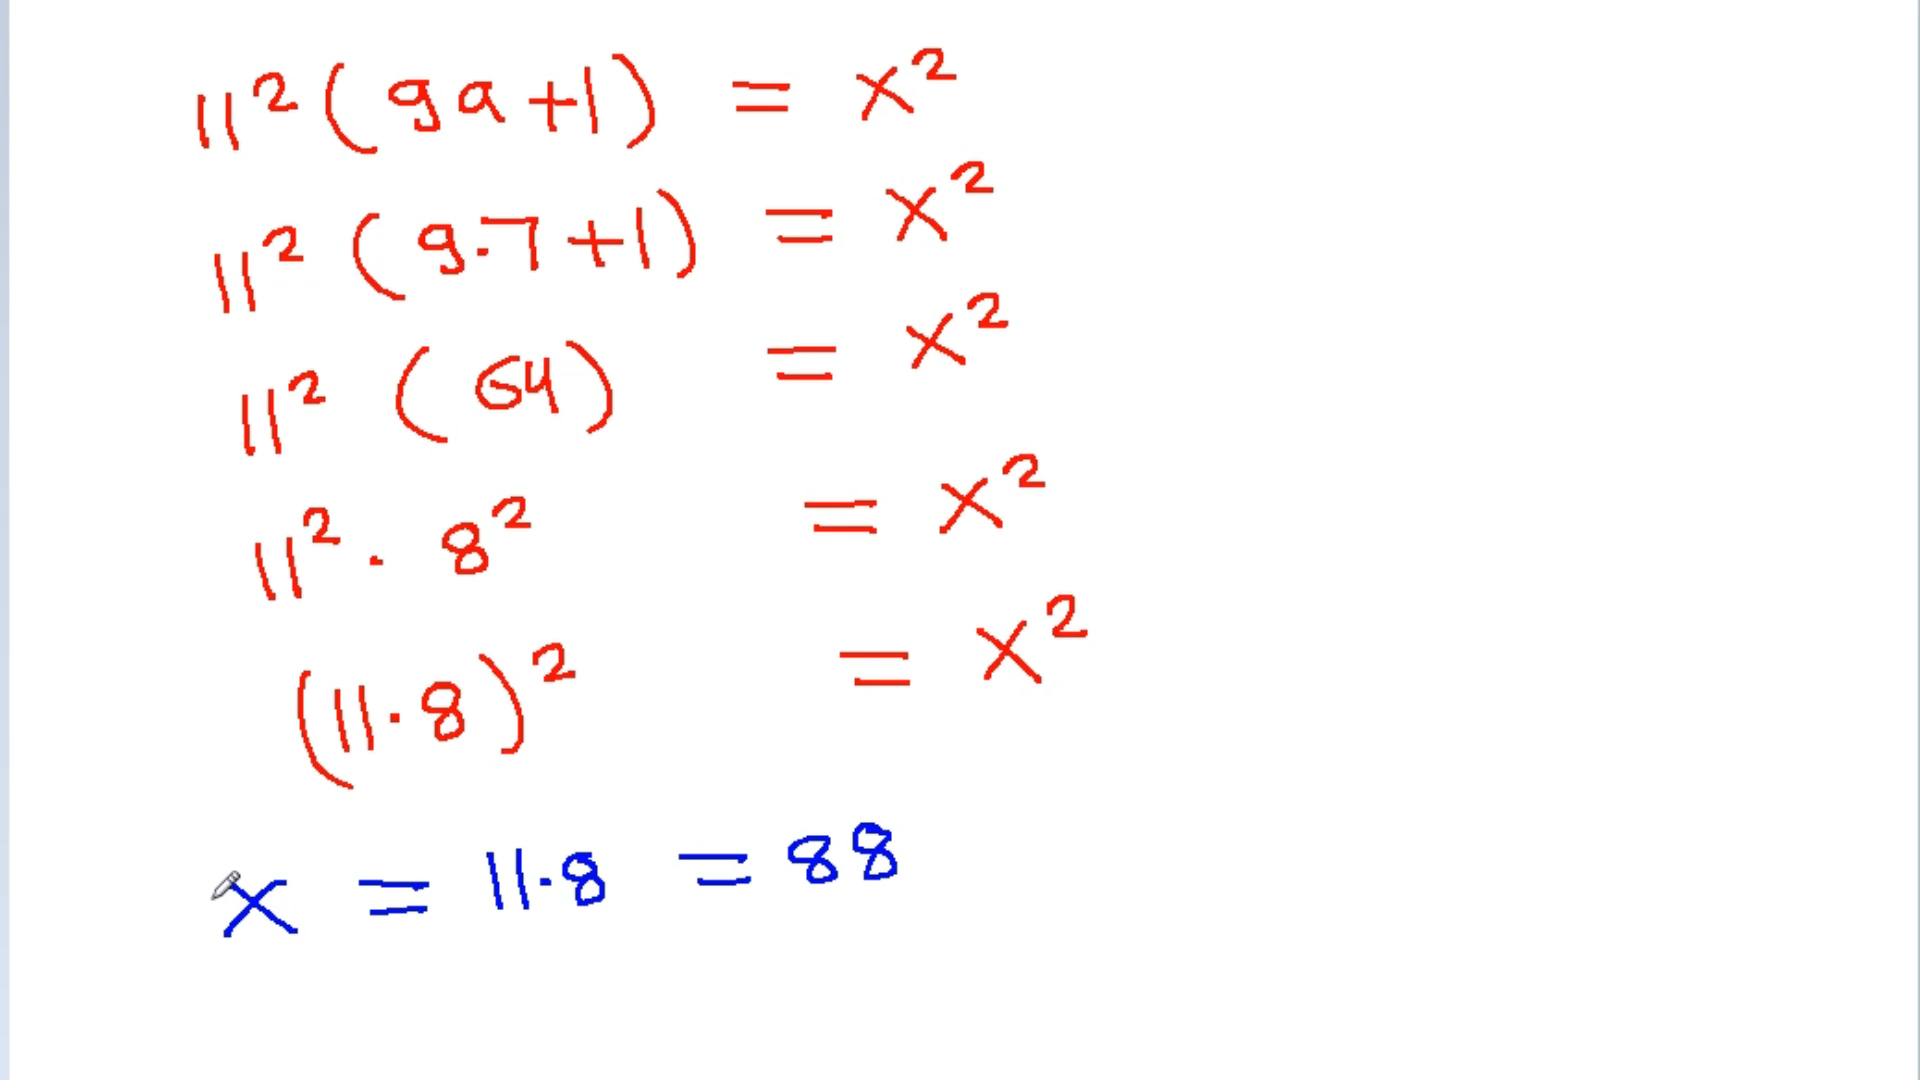 11² (9a + 1) = x²
11² (9.7 + 1) = x²
11² (64) = x²
11² . 8² = x²
(11.8)² = x²
x = 11.8 = 88